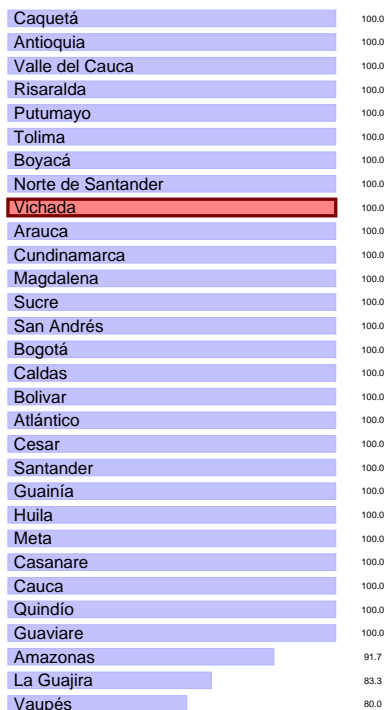 Caquetá 100.0
Antioquia 100.0
Valle del Cauca 100.0
Risaralda 100.0
Putumayo 100.0
Tolima 100.0
Boyacá 100.0
Norte de Santander 100.0
Vichada 100.0
Arauca 100.0
Cundinamarca 100.0
Magdalena 100.0
Sucre 100.0
San Andrés 100.0
Bogotá 100.0
Caldas 100.0
Bolivar 100.0
Atlántico 100.0
Cesar 100.0
Santander 100.0
Guainía 100.0
Huila 100.0
Meta 100.0
Casanare 100.0
Cauca 100.0
Quindío 100.0
Guaviare 100.0
Amazonas 91.7
La Guajira 83.3
Vaupés 80.0